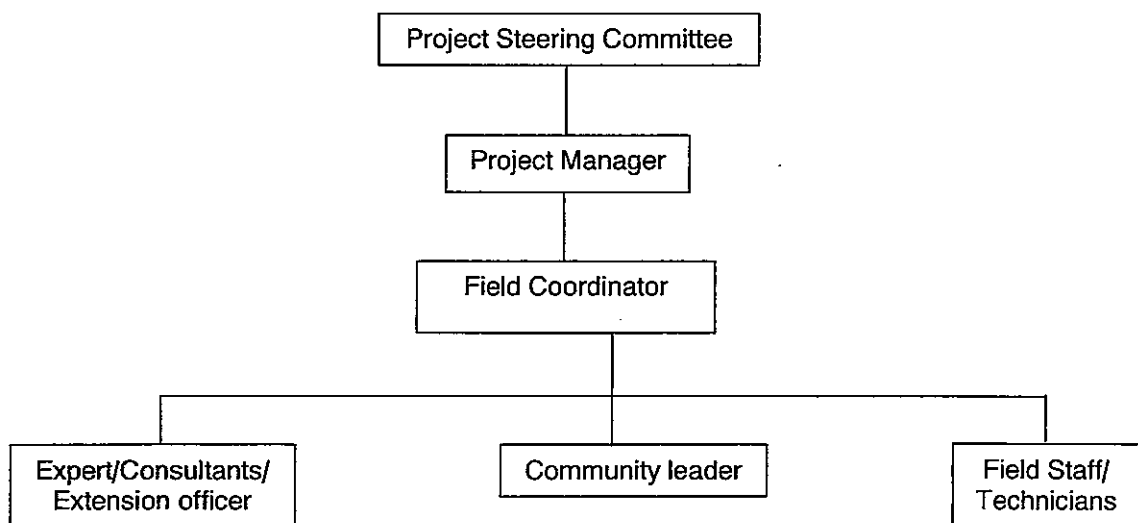 Project Steering Committee
Project Manager
Field Coordinator
Expert/Consultants/
Extension officer
Community leader
Field Staff/
Technicians